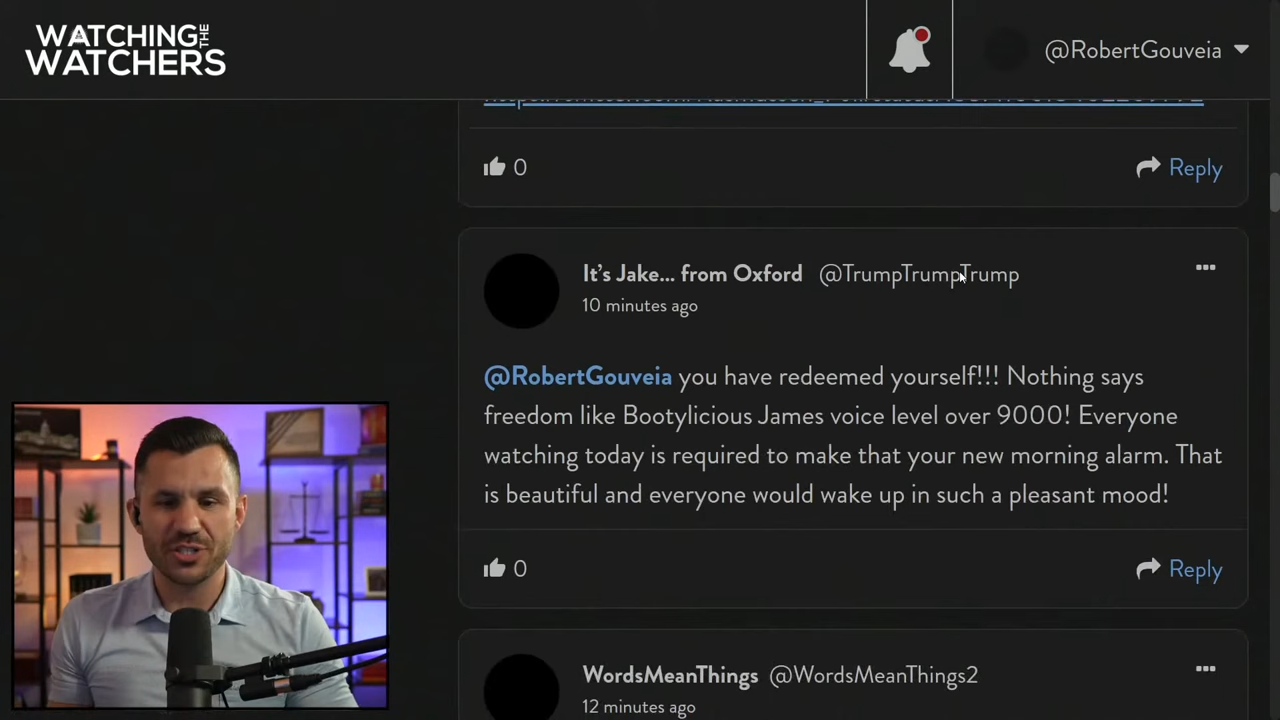 WATCHING THE
WATCHERS
@RobertGouveia
0
Reply
It's Jake... from Oxford @TrumpTrumpTrump
10 minutes ago
@RobertGouveia you have redeemed yourself!!! Nothing says
freedom like Bootylicious James voice level over 9000! Everyone
watching today is required to make that your new morning alarm. That
is beautiful and everyone would wake up in such a pleasant mood!
0
Reply
WordsMeanThings @WordsMeanThings2
12 minutes ago